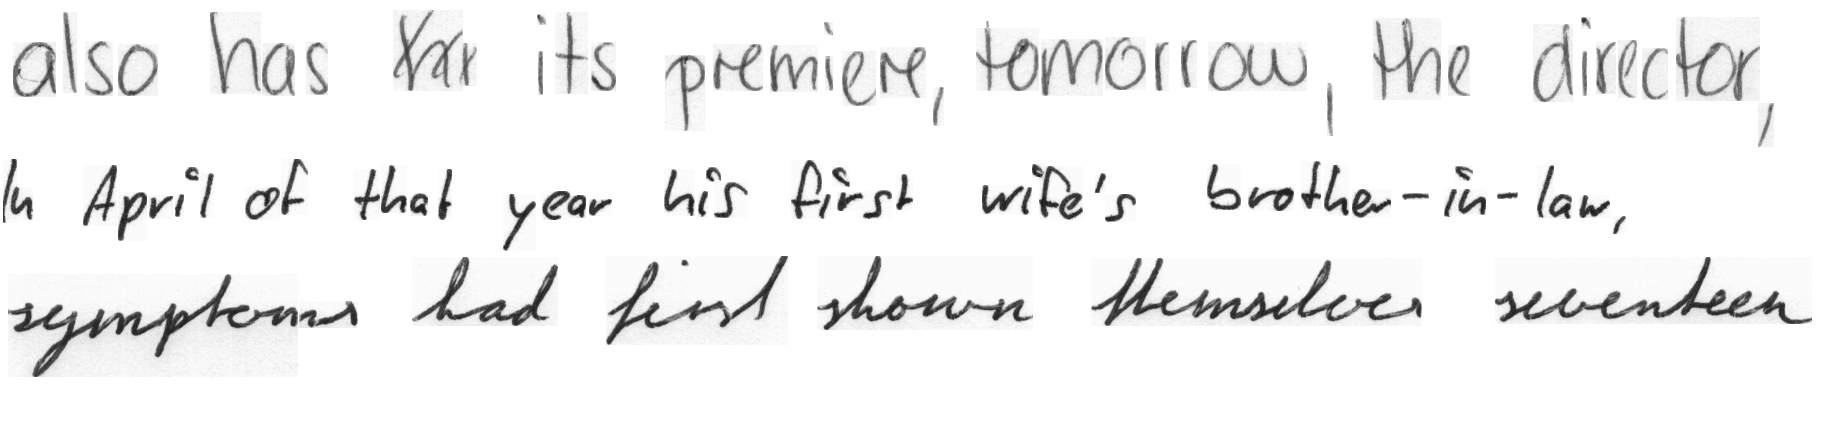 also has its premiere, tomorrow, the director,
In April of that year his first wife's brother-in-law,
symptoms had first shown themselves seventeen